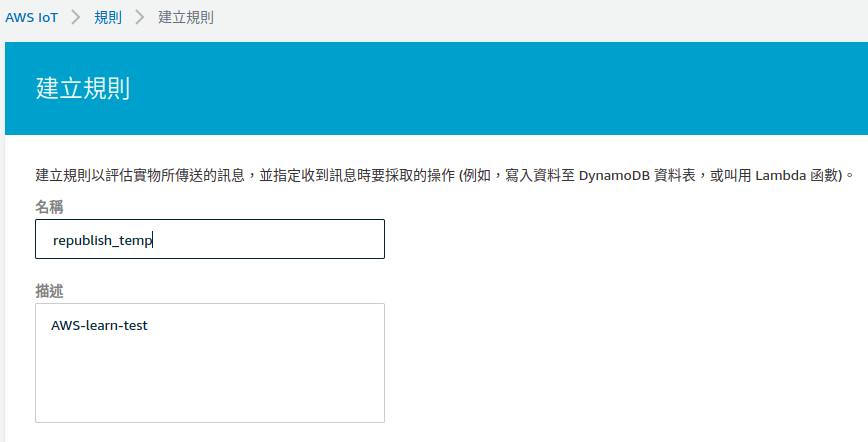 AWS IoT > 規則 > 建立規則
建立規則
建立規則以評估實物所傳送的訊息，並指定收到訊息時要採取的操作 (例如，寫入資料至 DynamoDB 資料表，或叫用 Lambda 函數)。
名稱
republish_temp
描述
AWS-learn-test